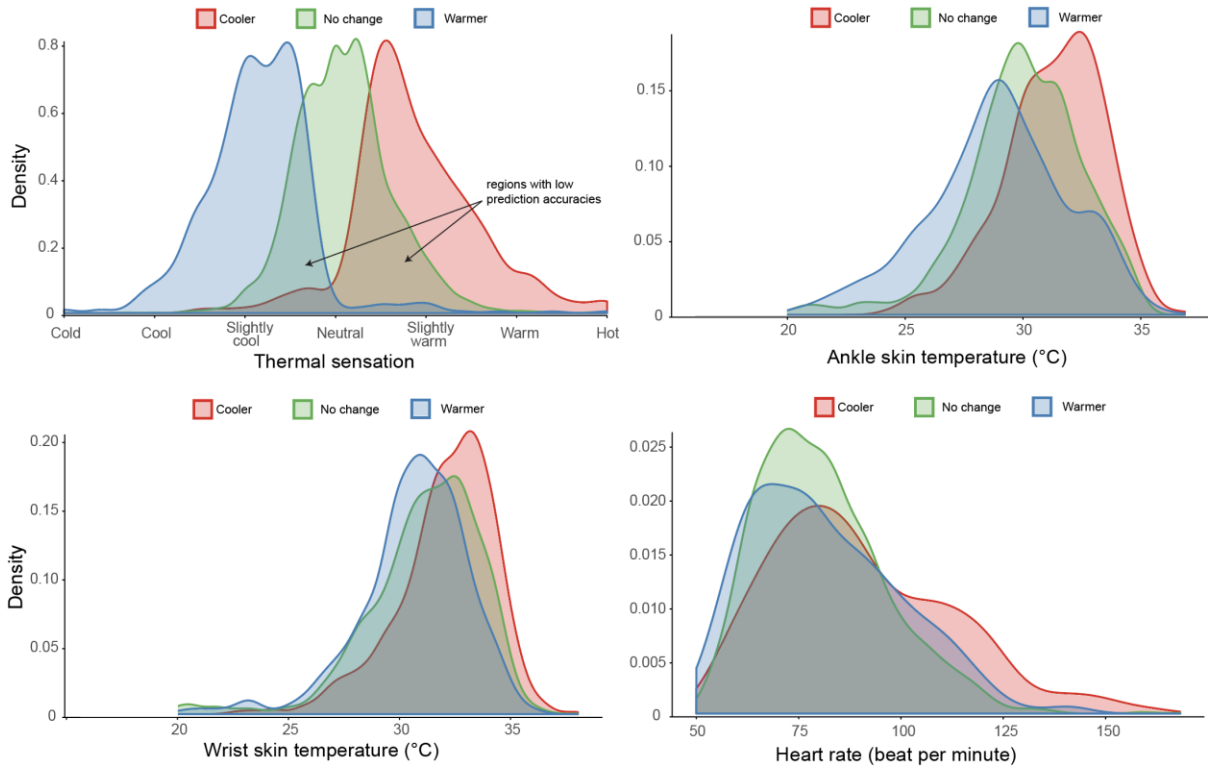 Cooler No change Warmer
0.8
0.6
0.4
0.2
0
Density
regions with low
prediction accuracies
Cold Cool Slightly cool Neutral Slightly warm Warm Hot
Thermal sensation
Cooler No change Warmer
0.15
0.10
0.05
0
20 25 30 35
Ankle skin temperature (°C)
Cooler No change Warmer
0.20
0.15
0.10
0.05
0
Density
20 25 30 35
Wrist skin temperature (°C)
Cooler No change Warmer
0.025
0.020
0.015
0.010
0.005
0
50 75 100 125 150
Heart rate (beat per minute)